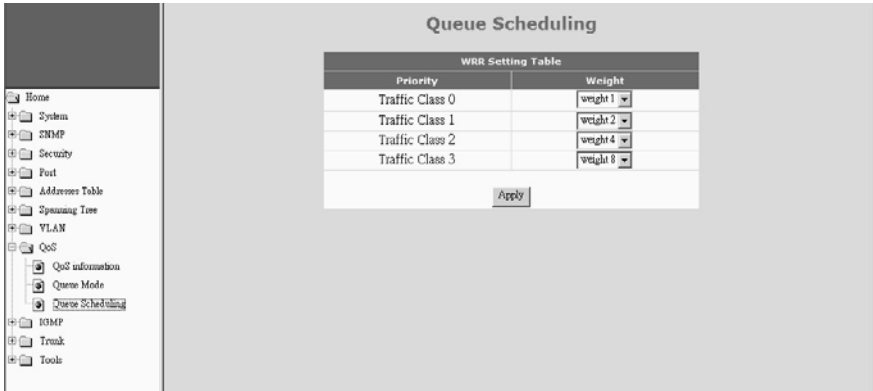 Queue Scheduling
WRR Setting Table
Priority Weight
Traffic Class 0 weight 1
Traffic Class 1 weight 2
Traffic Class 2 weight 4
Traffic Class 3 weight 8
Apply
Home
System
SNMP
Security
Port
Addresses Table
Spanning Tree
VLAN
QoS
QoS information
Queue Mode
Queue Scheduling
IGMP
Trunk
Tools